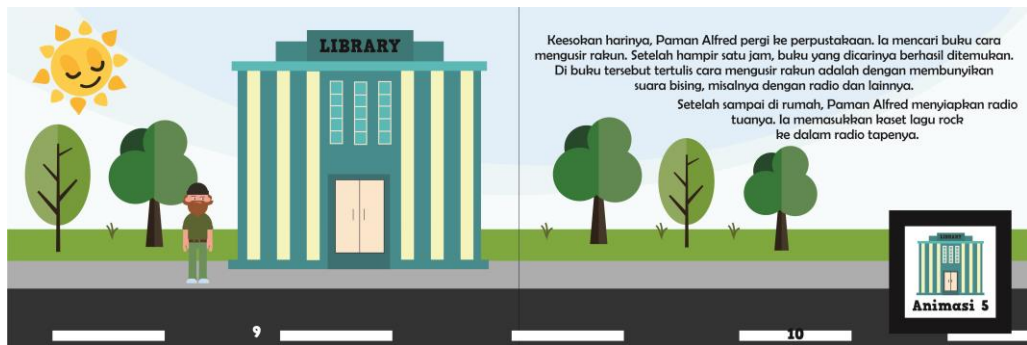 LIBRARY
Keesokan harinya, Paman Alfred pergi ke perpustakaan. Ia mencari buku cara
mengusir rakun. Setelah hampir satu jam, buku yang dicarinya berhasil ditemukan.
Di buku tersebut tertulis cara mengusir rakun adalah dengan membunyikan
suara bising, misalnya dengan radio dan lainnya.
Setelah sampai di rumah, Paman Alfred menyiapkan radio
tuanya. Ia memasukkan kaset lagu rock
ke dalam radio tapenya.
LIBRARY
Animasi 5
9
10